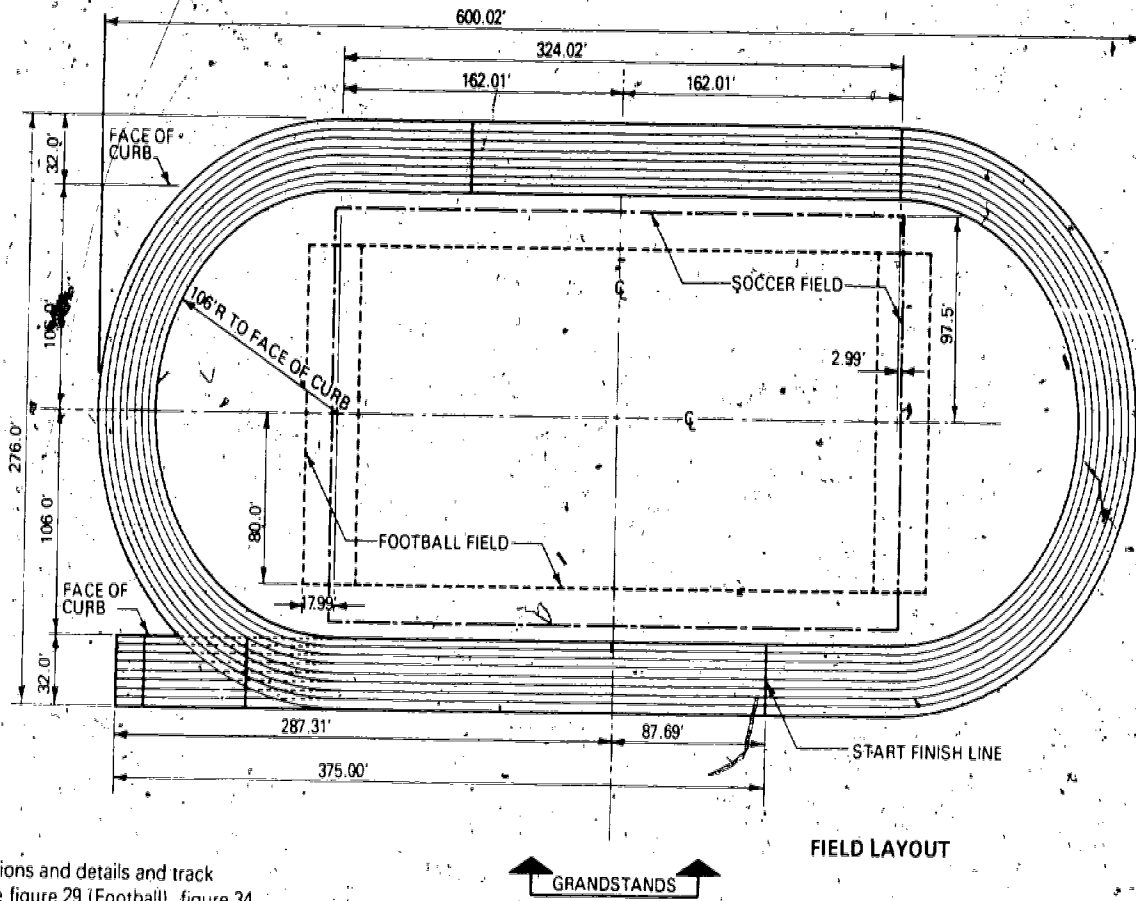 600.02'
324.02'
162.01'
162.01'
FACE OF
CURB
32.0'
SOCCER FIELD
97.5'
2.99'
106'R TO FACE OF CURB
276.0'
106.0'
80.0'
FOOTBALL FIELD
17.99'
FACE OF
CURB
32.0'
287.31'
87.69'
START FINISH LINE
375.00'
FIELD LAYOUT
ions and details and track
figure 29 (Football), figure 34
GRANDSTANDS